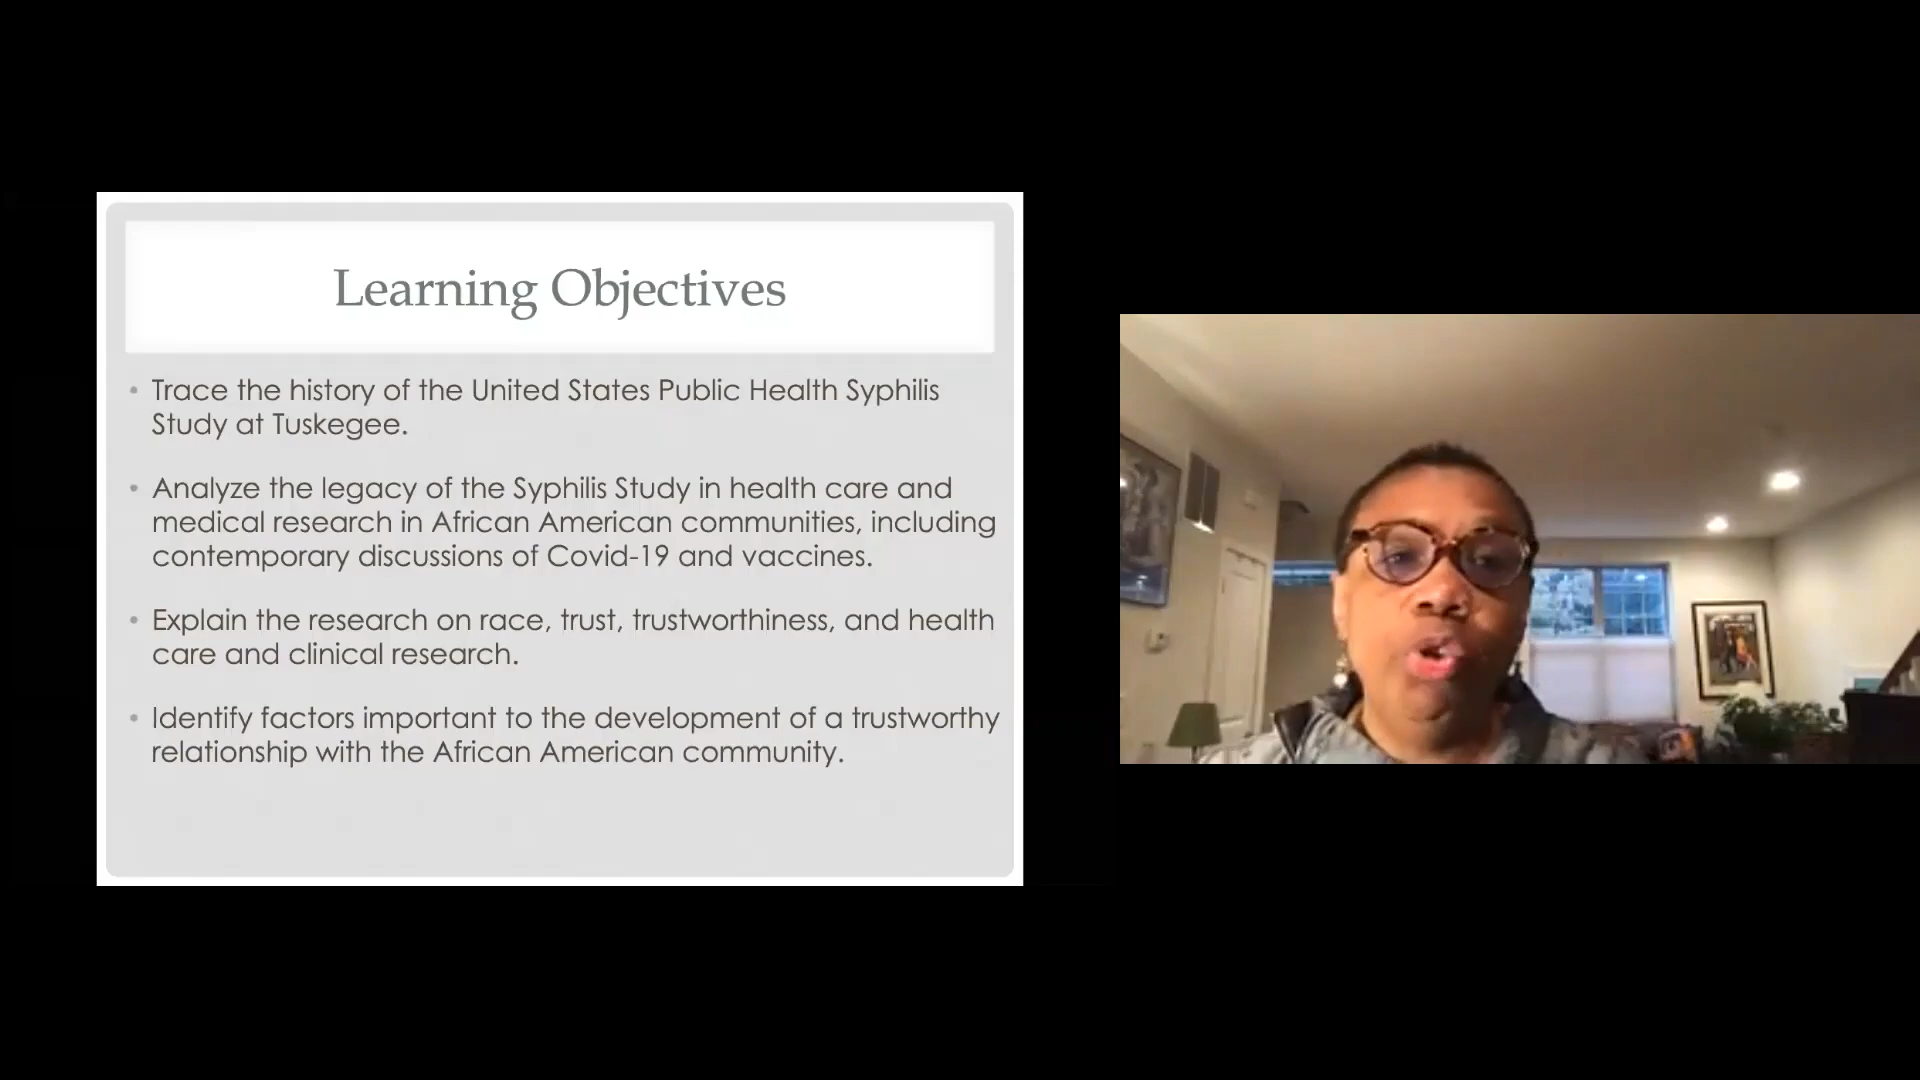 Learning Objectives
• Trace the history of the United States Public Health Syphilis
Study at Tuskegee.
• Analyze the legacy of the Syphilis Study in health care and
medical research in African American communities, including
contemporary discussions of Covid-19 and vaccines.
• Explain the research on race, trust, trustworthiness, and health
care and clinical research.
• Identify factors important to the development of a trustworthy
relationship with the African American community.